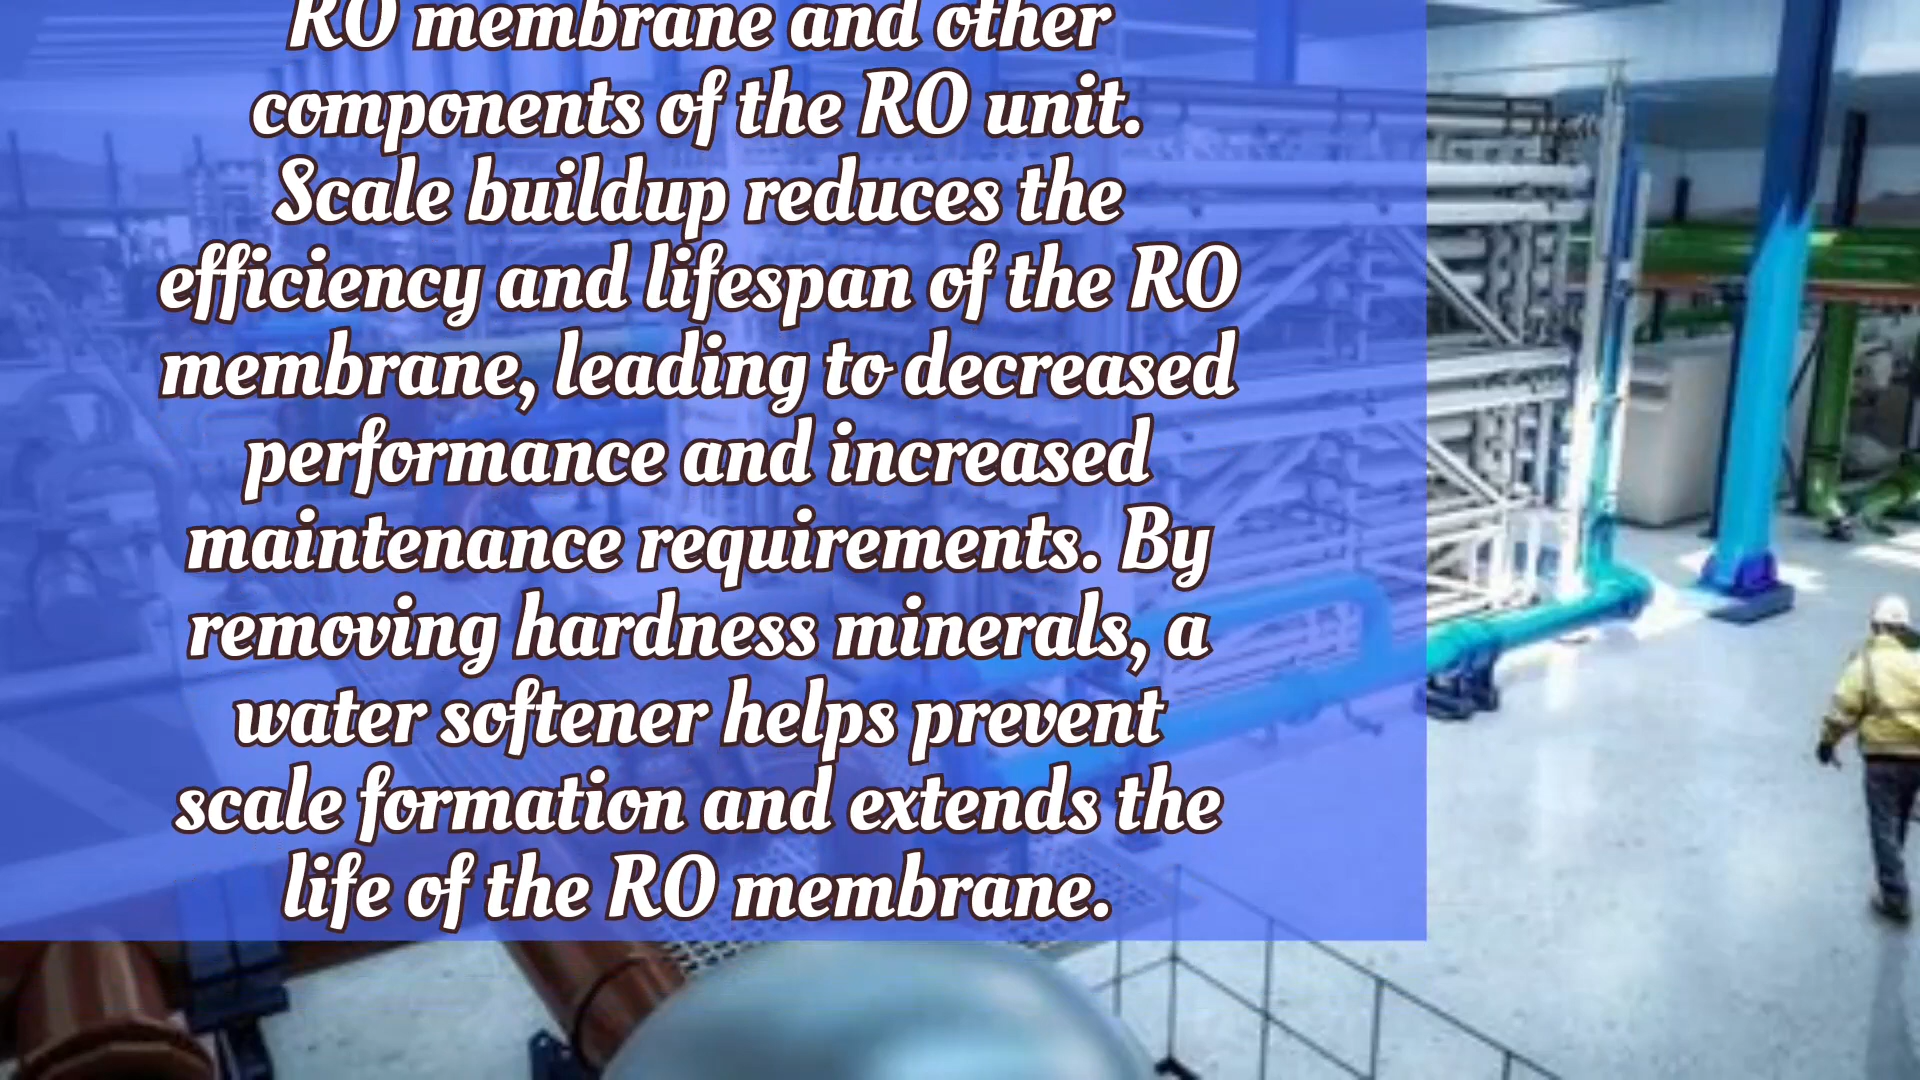 RO membrane and other
components of the RO unit.
Scale buildup reduces the
efficiency and lifespan of the RO
membrane, leading to decreased
performance and increased
maintenance requirements. By
removing hardness minerals, a
water softener helps prevent
scale formation and extends the
life of the RO membrane.